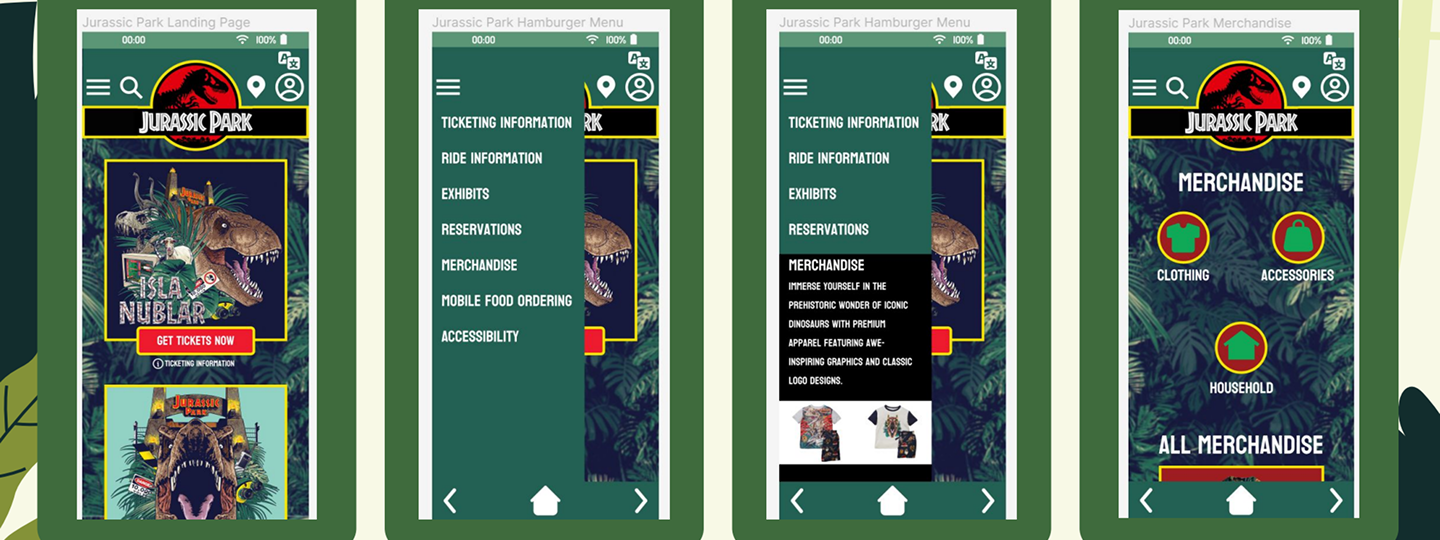 Jurassic Park Landing Page
00:00
100%
JURASSIC PARK
JURASSIC
PARK
ISLA
NUBLAR
GET TICKETS NOW
TICKETING INFORMATION
JURASSIC
PARK
Jurassic Park Hamburger Menu
00:00
100%
RK
TICKETING INFORMATION
RIDE INFORMATION
EXHIBITS
RESERVATIONS
MERCHANDISE
MOBILE FOOD ORDERING
ACCESSIBILITY
Jurassic Park Hamburger Menu
00:00
100%
RK
TICKETING INFORMATION
RIDE INFORMATION
EXHIBITS
RESERVATIONS
MERCHANDISE
IMMERSE YOURSELF IN THE
PREHISTORIC WONDER OF ICONIC
DINOSAURS WITH PREMIUM
APPAREL FEATURING AWE-
INSPIRING GRAPHICS AND CLASSIC
LOGO DESIGNS.
Jurassic Park Merchandise
00:00
100%
JURASSIC PARK
MERCHANDISE
CLOTHING
ACCESSORIES
HOUSEHOLD
ALL MERCHANDISE